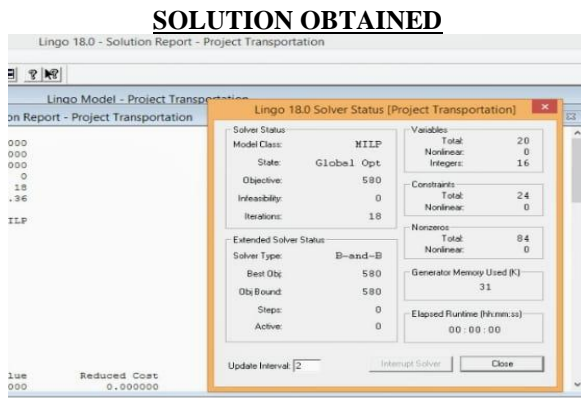 SOLUTION OBTAINED
Lingo 18.0 - Solution Report - Project Transportation
Lingo Model - Project Transportation
on Report - Project Transportation
Lingo 18.0 Solver Status [Project Transportation]
000
000
000
0
18
.36
ILP
Solver Status
Model Class: MILP
State: Global Opt
Objective: 580
Infeasibility: 0
Iterations: 18
Extended Solver Status
Solver Type: B-and-B
Best Obj: 580
Obj Bound: 580
Steps: 0
Active: 0
Variables
Total: 20
Nonlinear: 0
Integers: 16
Constraints
Total: 24
Nonlinear: 0
Nonzeros
Total: 84
Nonlinear: 0
Generator Memory Used (K)
31
Elapsed Runtime (hh:mm:ss)
00:00:00
Update Interval: 2
Interrupt Solver
Close
lue Reduced Cost
000 0.000000